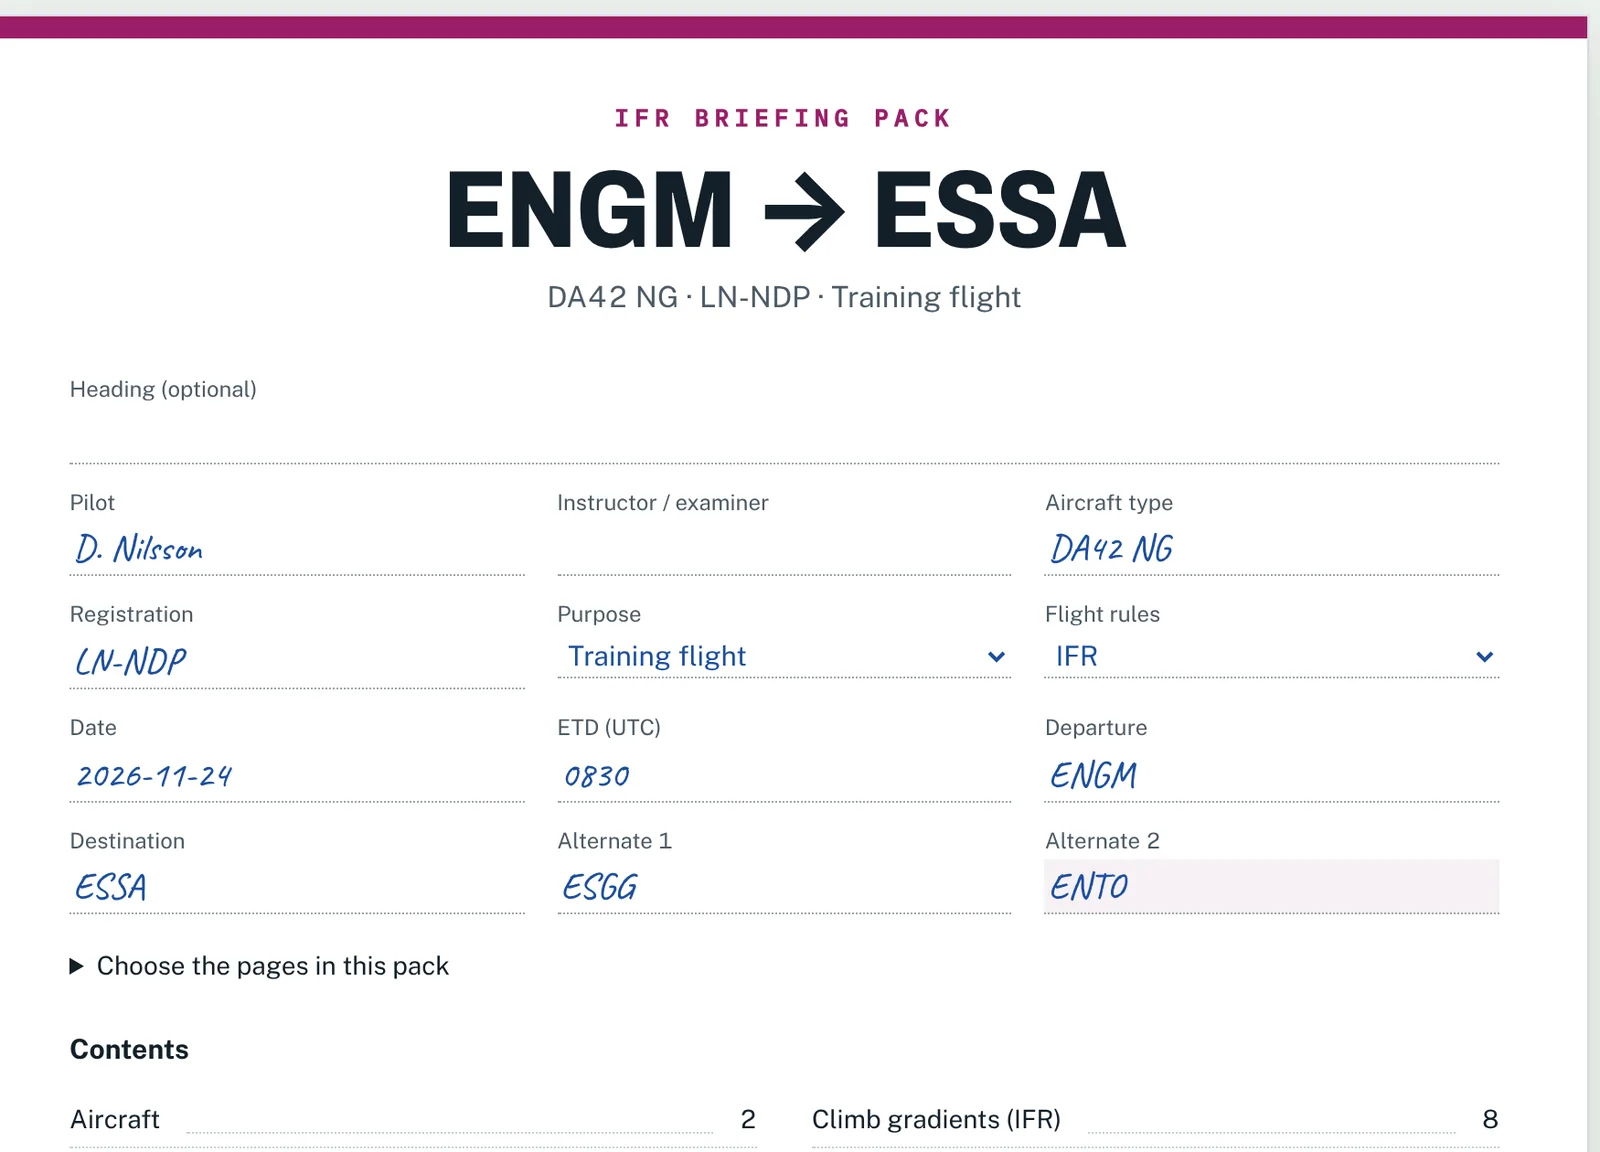 IFR BRIEFING PACK
ENGM → ESSA
DA42 NG · LN-NDP · Training flight
Heading (optional)
Pilot Instructor / examiner Aircraft type
D. Nilsson DA42 NG
Registration Purpose Flight rules
LN-NDP Training flight IFR
Date ETD (UTC) Departure
2026-11-24 0830 ENGM
Destination Alternate 1 Alternate 2
ESSA ESGG ENTO
Choose the pages in this pack
Contents
Aircraft 2 Climb gradients (IFR) 8